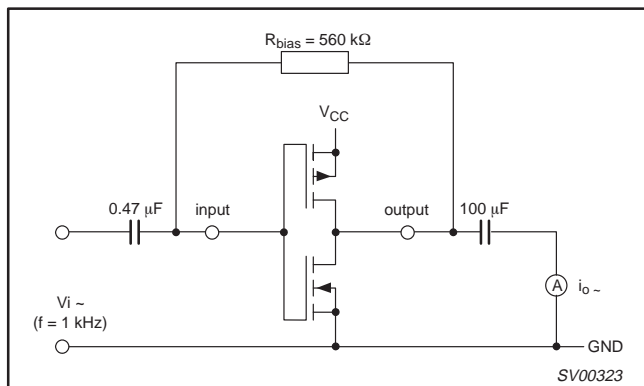 R_bias = 560 kΩ
V_CC
0.47 μF
input
output
100 μF
Vi ~
(f = 1 kHz)
A
i_o ~
GND
SV00323